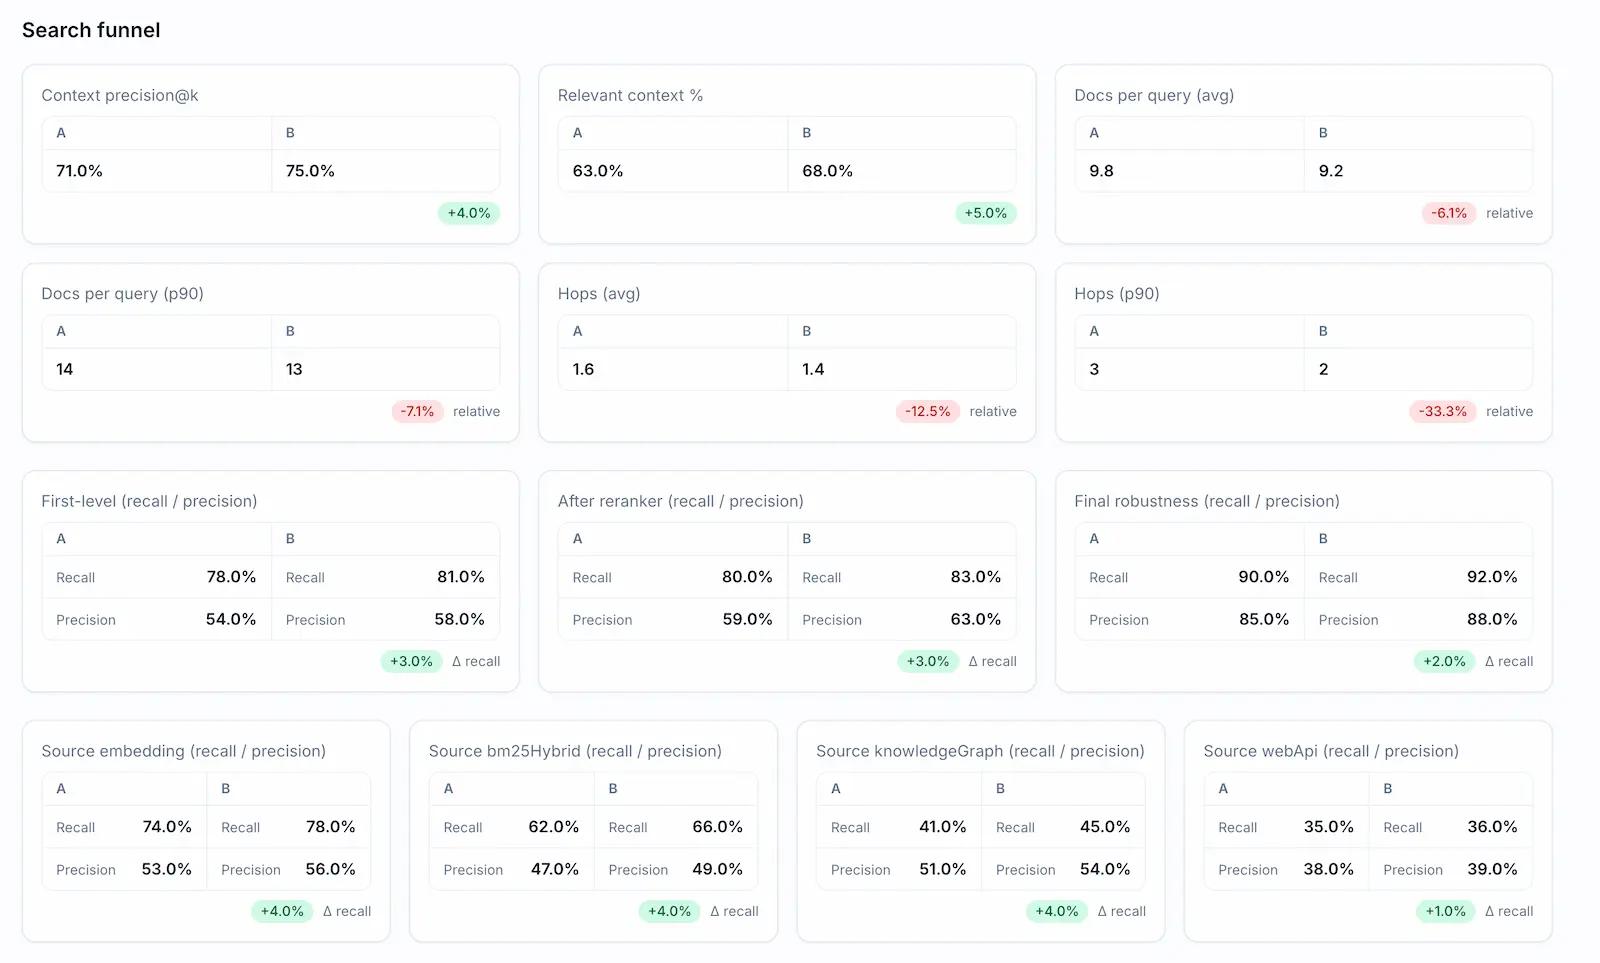 Search funnel
Context precision@k
A B
71.0% 75.0%
+4.0%
Relevant context %
A B
63.0% 68.0%
+5.0%
Docs per query (avg)
A B
9.8 9.2
-6.1% relative
Docs per query (p90)
A B
14 13
-7.1% relative
Hops (avg)
A B
1.6 1.4
-12.5% relative
Hops (p90)
A B
3 2
-33.3% relative
First-level (recall / precision)
A B
Recall 78.0% Recall 81.0%
Precision 54.0% Precision 58.0%
+3.0% Δ recall
After reranker (recall / precision)
A B
Recall 80.0% Recall 83.0%
Precision 59.0% Precision 63.0%
+3.0% Δ recall
Final robustness (recall / precision)
A B
Recall 90.0% Recall 92.0%
Precision 85.0% Precision 88.0%
+2.0% Δ recall
Source embedding (recall / precision)
A B
Recall 74.0% Recall 78.0%
Precision 53.0% Precision 56.0%
+4.0% Δ recall
Source bm25Hybrid (recall / precision)
A B
Recall 62.0% Recall 66.0%
Precision 47.0% Precision 49.0%
+4.0% Δ recall
Source knowledgeGraph (recall / precision)
A B
Recall 41.0% Recall 45.0%
Precision 51.0% Precision 54.0%
+4.0% Δ recall
Source webApi (recall / precision)
A B
Recall 35.0% Recall 36.0%
Precision 38.0% Precision 39.0%
+1.0% Δ recall